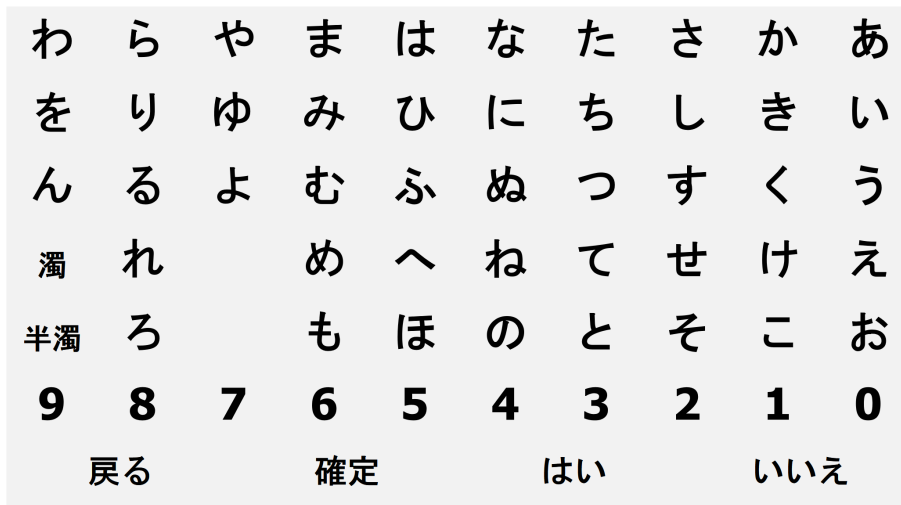 わ ら や ま は な た さ か あ
を り ゆ み ひ に ち し き い
ん る よ む ふ ぬ つ す く う
濁 れ め へ ね て せ け え
半濁 ろ も ほ の と そ こ お
9 8 7 6 5 4 3 2 1 0
戻る 確定 はい いいえ